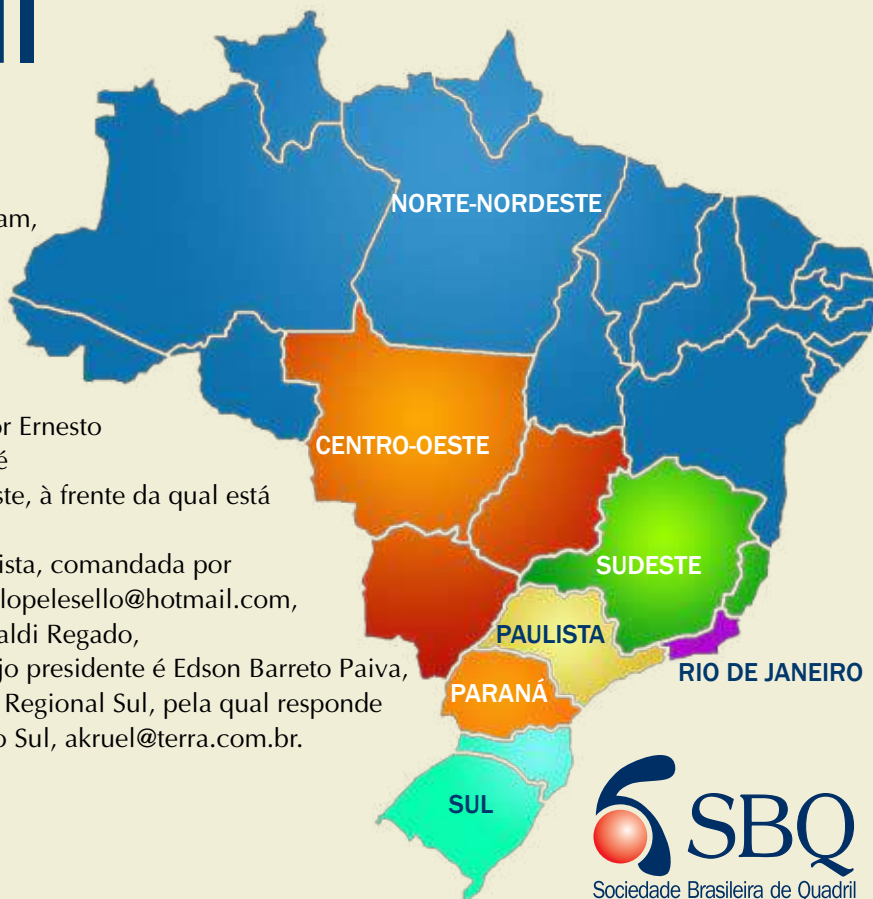 am,
NORTE-NORDESTE
r Ernesto
é
CENTRO-OESTE
ste, à frente da qual está
ista, comandada por
SUDESTE
lopelesello@hotmail.com,
aldi Regado,
PAULISTA
jo presidente é Edson Barreto Paiva,
RIO DE JANEIRO
PARANÁ
Regional Sul, pela qual responde
o Sul, akruel@terra.com.br.
SUL
SBQ
Sociedade Brasileira de Quadril